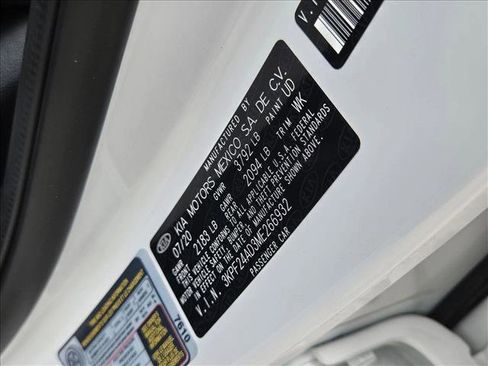 MANUFACTURED BY
KIA MOTORS MEXICO S.A. DE C.V.
07/20 GVWR 3792 LB PAINT UD
GAWR FRONT 2183 LB GAWR REAR 2094 LB TRIM WK
THIS VEHICLE CONFORMS TO ALL APPLICABLE U.S.A. FEDERAL
MOTOR VEHICLE SAFETY, BUMPER AND THEFT PREVENTION STANDARDS
IN EFFECT ON THE DATE OF MANUFACTURE SHOWN ABOVE.
V.I.N. 3KPF24AD3ME266932
PASSENGER CAR
KIA
7610
V.I